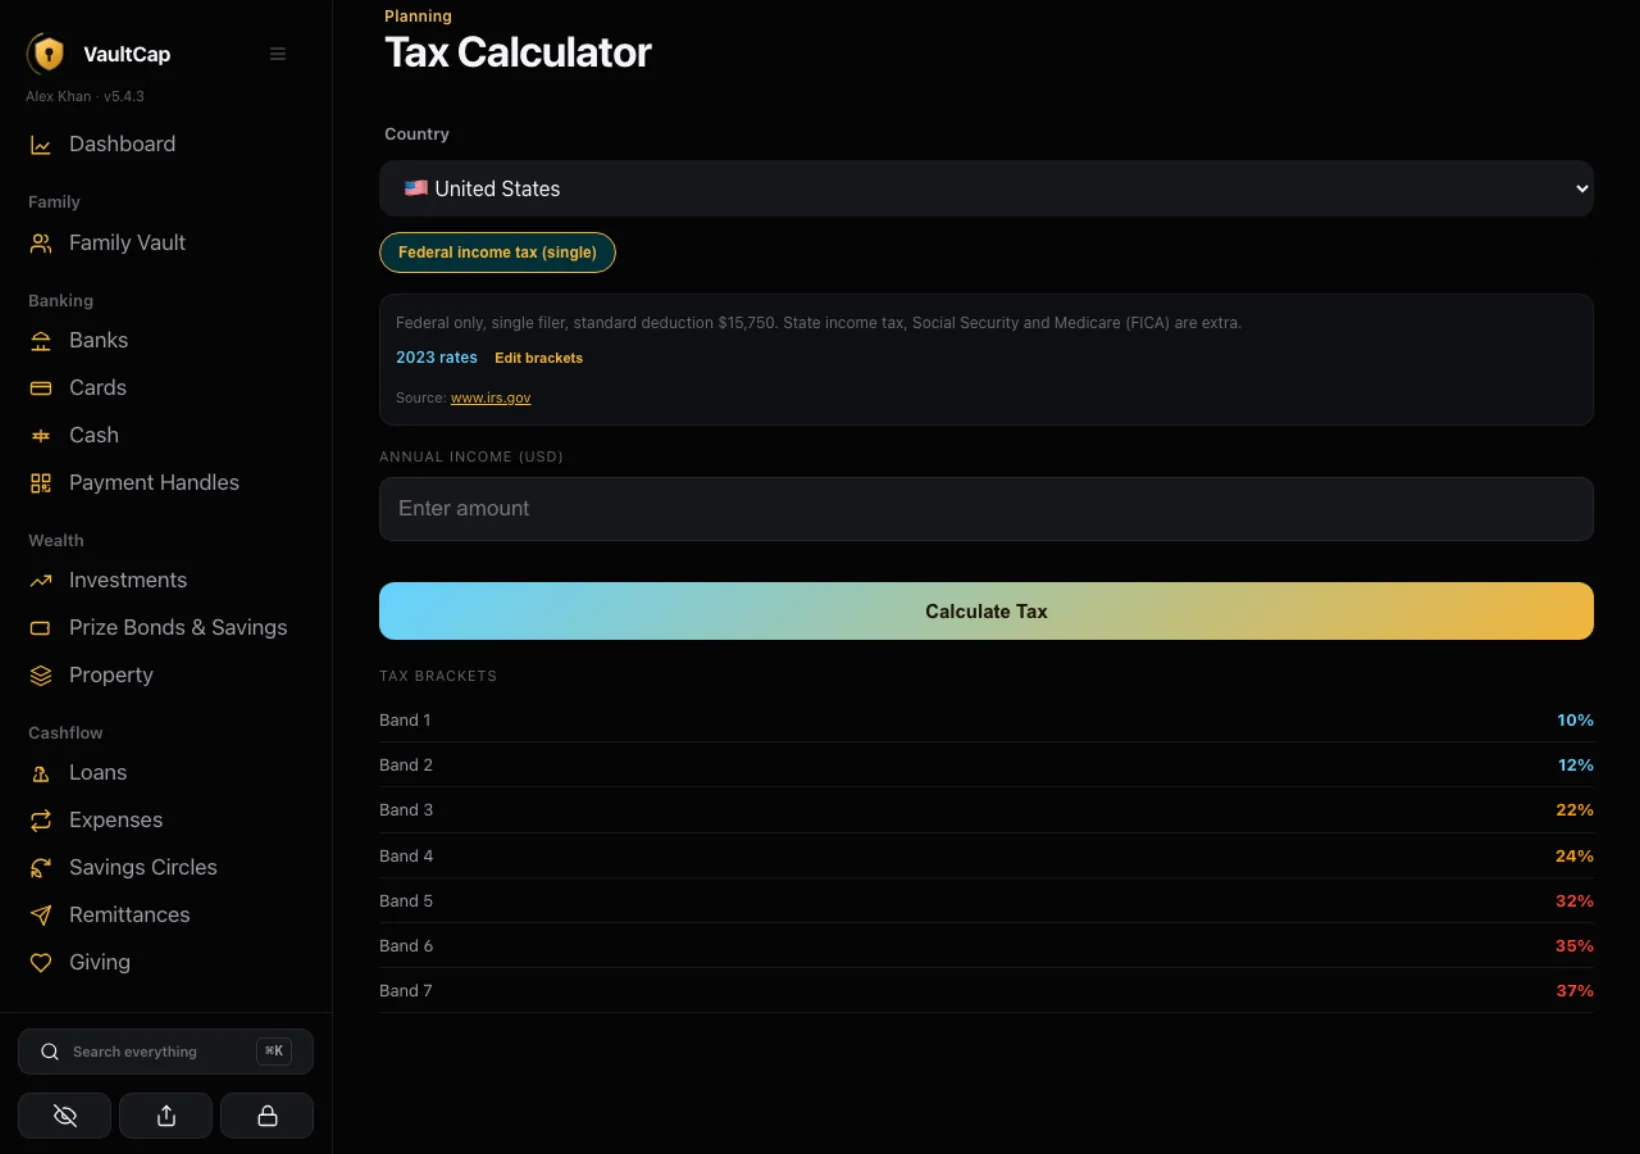 VaultCap
Alex Khan · v5.4.3
Dashboard
Family
Family Vault
Banking
Banks
Cards
Cash
Payment Handles
Wealth
Investments
Prize Bonds & Savings
Property
Cashflow
Loans
Expenses
Savings Circles
Remittances
Giving
Search everything
⌘K
Planning
Tax Calculator
Country
United States
Federal income tax (single)
Federal only, single filer, standard deduction $15,750. State income tax, Social Security and Medicare (FICA) are extra.
2023 rates Edit brackets
Source: www.irs.gov
ANNUAL INCOME (USD)
Enter amount
Calculate Tax
TAX BRACKETS
Band 1 10%
Band 2 12%
Band 3 22%
Band 4 24%
Band 5 32%
Band 6 35%
Band 7 37%